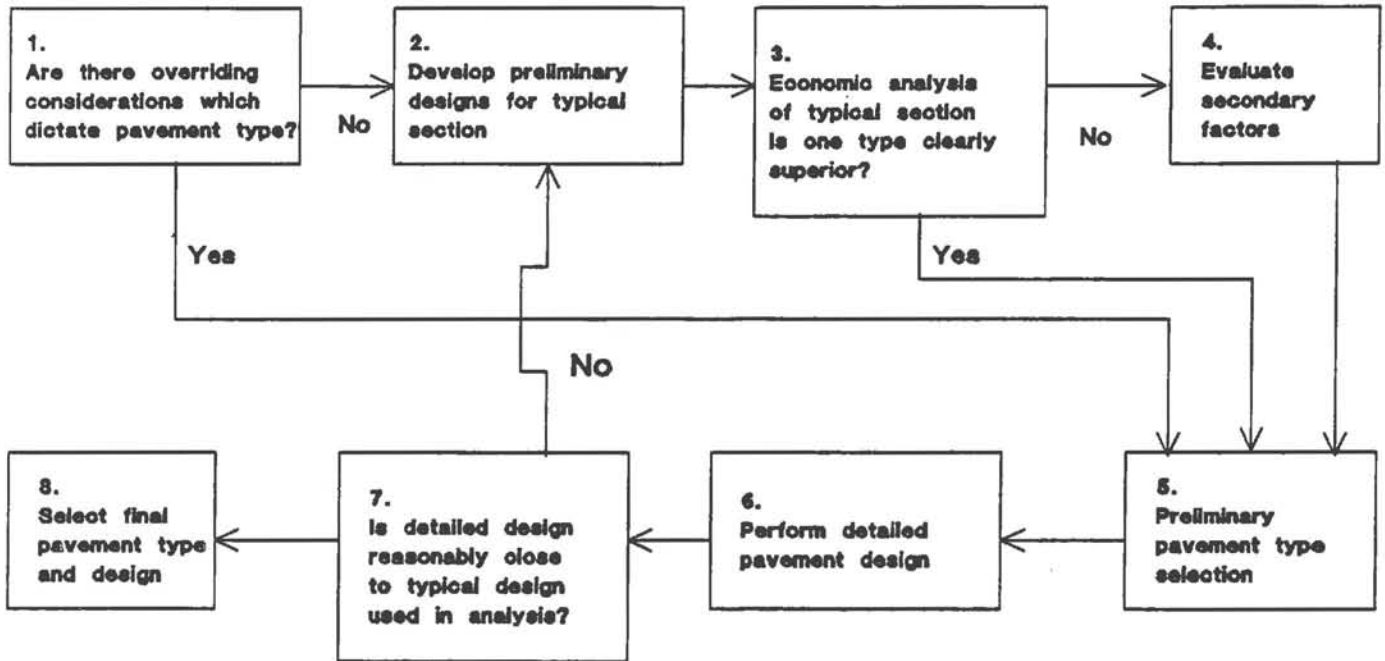 1.
Are there overriding
considerations which
dictate pavement type?
No
2.
Develop preliminary
designs for typical
section
3.
Economic analysis
of typical section
is one type clearly
superior?
No
4.
Evaluate
secondary
factors
Yes
Yes
No
8.
Select final
pavement type
and design
7.
Is detailed design
reasonably close
to typical design
used in analysis?
6.
Perform detailed
pavement design
5.
Preliminary
pavement type
selection